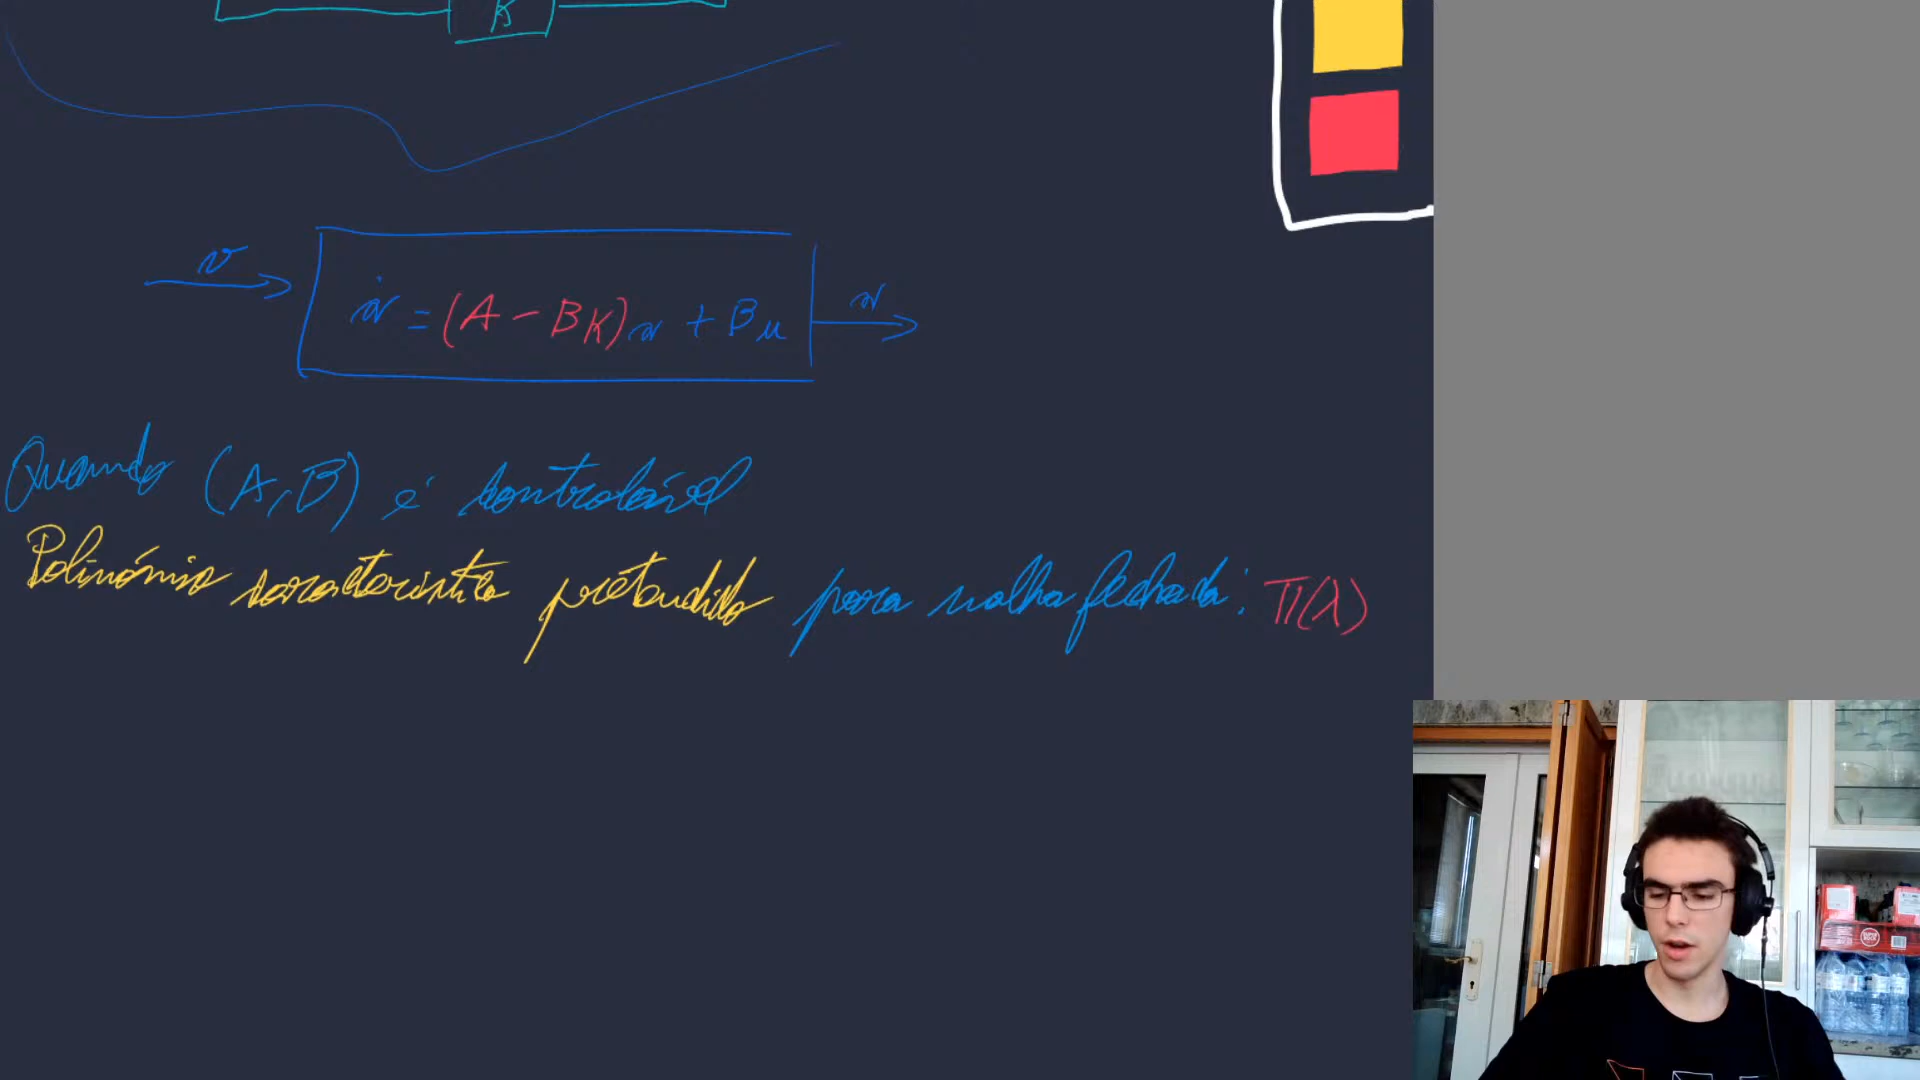 K
v
ẋ = (A - BK)x + Bu
x
Quando (A, B) é controlável
Polinómio característico pretendido para malha fechada: Π(λ)